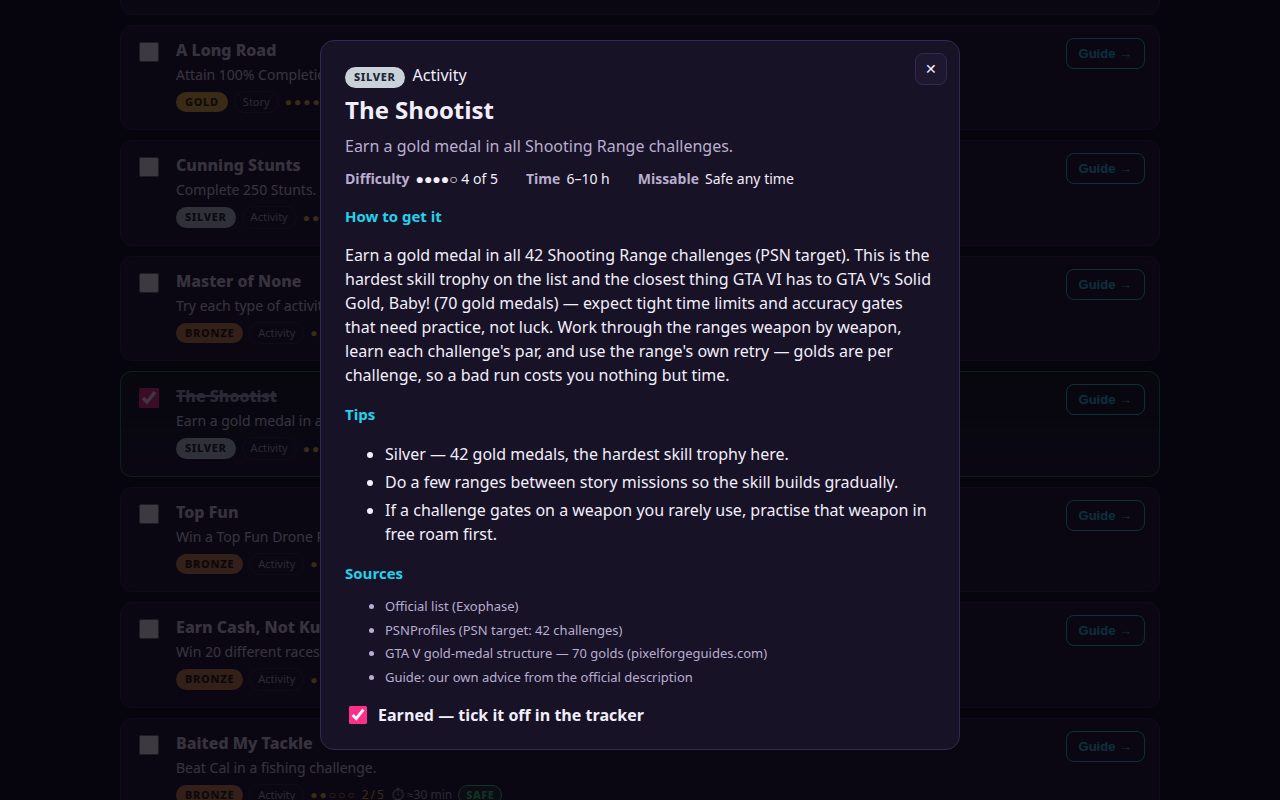 A Long Road
Attain 100% Completi
GOLD Story
Guide →
Cunning Stunts
Complete 250 Stunts.
SILVER Activity
Guide →
Master of None
Try each type of activit
BRONZE Activity
Guide →
The Shootist
Earn a gold medal in a
SILVER Activity
Guide →
Top Fun
Win a Top Fun Drone
BRONZE Activity
Guide →
Earn Cash, Not Ku
Win 20 different races
BRONZE Activity
Guide →
Baited My Tackle
Beat Cal in a fishing challenge.
BRONZE Activity ●●○○○ 2/5 ≈30 min SAFE
Guide →
SILVER Activity
✕
The Shootist
Earn a gold medal in all Shooting Range challenges.
Difficulty ●●●●○ 4 of 5 Time 6–10 h Missable Safe any time
How to get it
Earn a gold medal in all 42 Shooting Range challenges (PSN target). This is the
hardest skill trophy on the list and the closest thing GTA VI has to GTA V's Solid
Gold, Baby! (70 gold medals) — expect tight time limits and accuracy gates
that need practice, not luck. Work through the ranges weapon by weapon,
learn each challenge's par, and use the range's own retry — golds are per
challenge, so a bad run costs you nothing but time.
Tips
• Silver — 42 gold medals, the hardest skill trophy here.
• Do a few ranges between story missions so the skill builds gradually.
• If a challenge gates on a weapon you rarely use, practise that weapon in
free roam first.
Sources
• Official list (Exophase)
• PSNProfiles (PSN target: 42 challenges)
• GTA V gold-medal structure — 70 golds (pixelforgeguides.com)
• Guide: our own advice from the official description
Earned — tick it off in the tracker